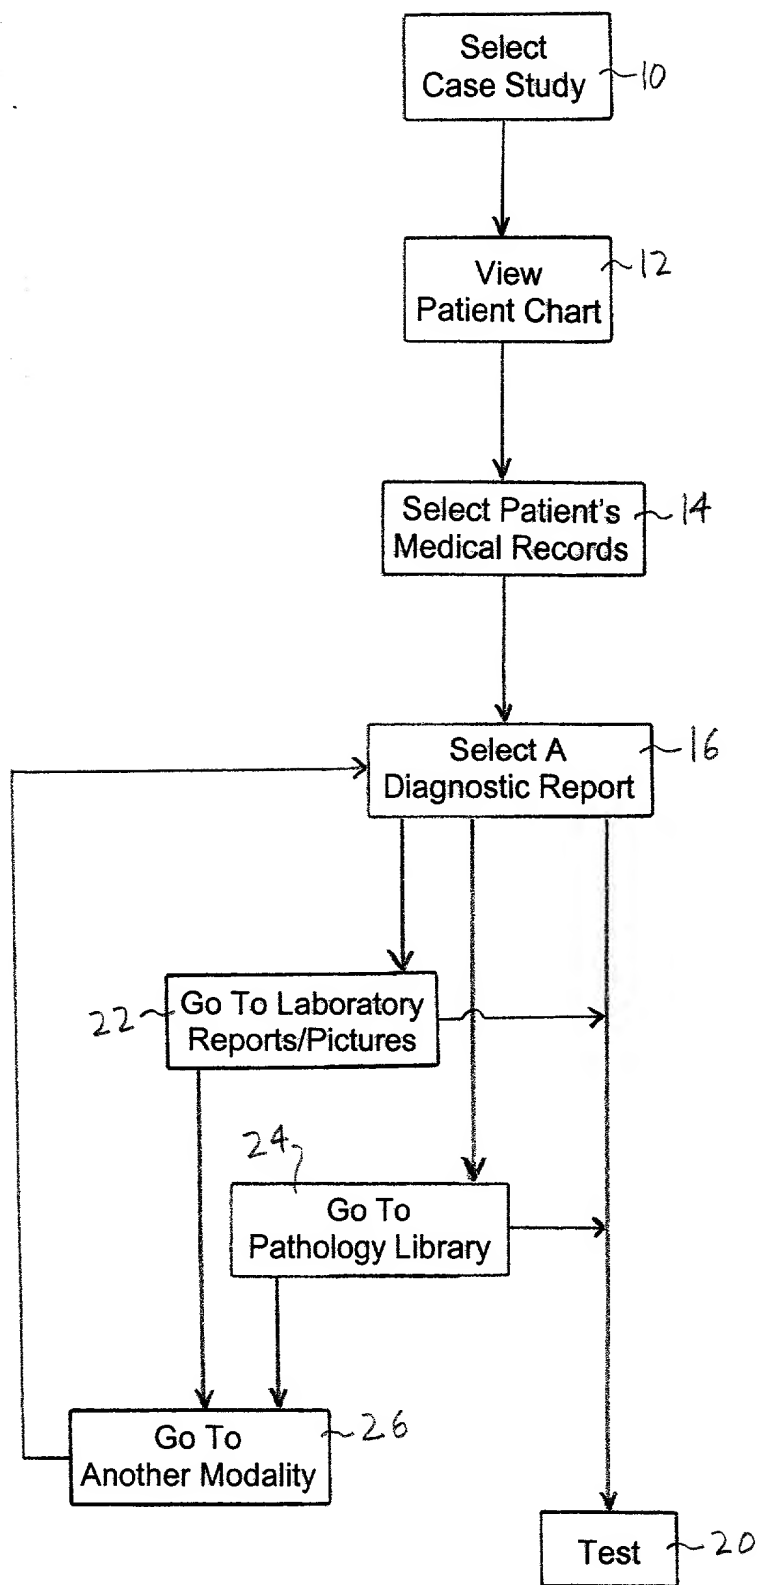 Select
Case Study
10
View
Patient Chart
12
Select Patient's
Medical Records
14
Select A
Diagnostic Report
16
22
Go To Laboratory
Reports/Pictures
24
Go To
Pathology Library
Go To
Another Modality
26
Test
20